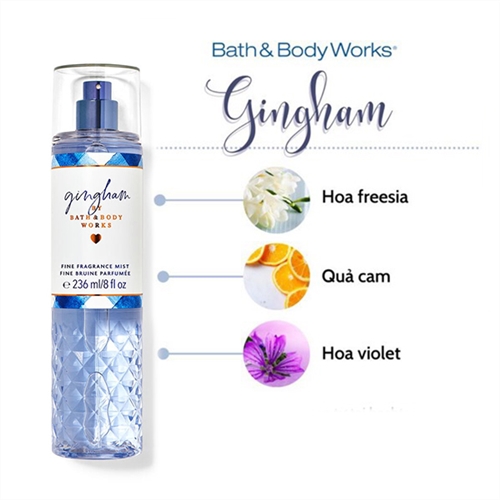 Bath & Body Works®
Gingham
Hoa freesia
Quả cam
Hoa violet
gingham
BY
BATH & BODY
WORKS
FINE FRAGRANCE MIST
FINE BRUINE PARFUMÉE
℮ 236 ml/8 fl oz